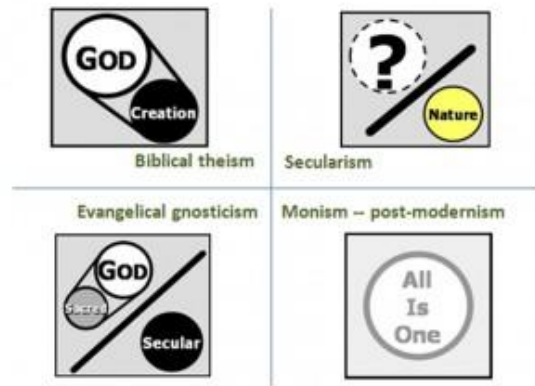 GOD
Creation
Biblical theism
?
Nature
Secularism
Evangelical gnosticism
GOD
Sacred
Secular
Monism – post-modernism
All
Is
One